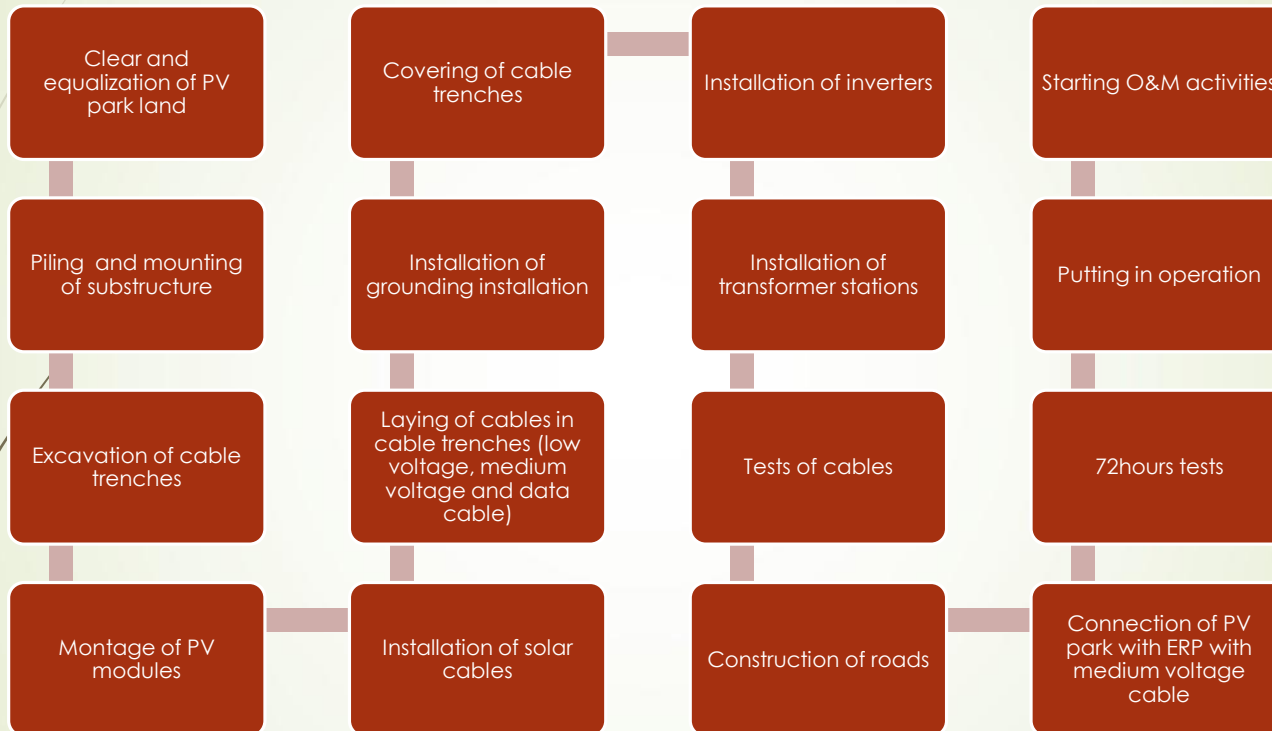 Clear and
equalization of PV
park land
Piling and mounting
of substructure
Excavation of cable
trenches
Montage of PV
modules
Installation of solar
cables
Laying of cables in
cable trenches (low
voltage, medium
voltage and data
cable)
Installation of
grounding installation
Covering of cable
trenches
Installation of inverters
Installation of
transformer stations
Tests of cables
Construction of roads
Connection of PV
park with ERP with
medium voltage
cable
72hours tests
Putting in operation
Starting O&M activities